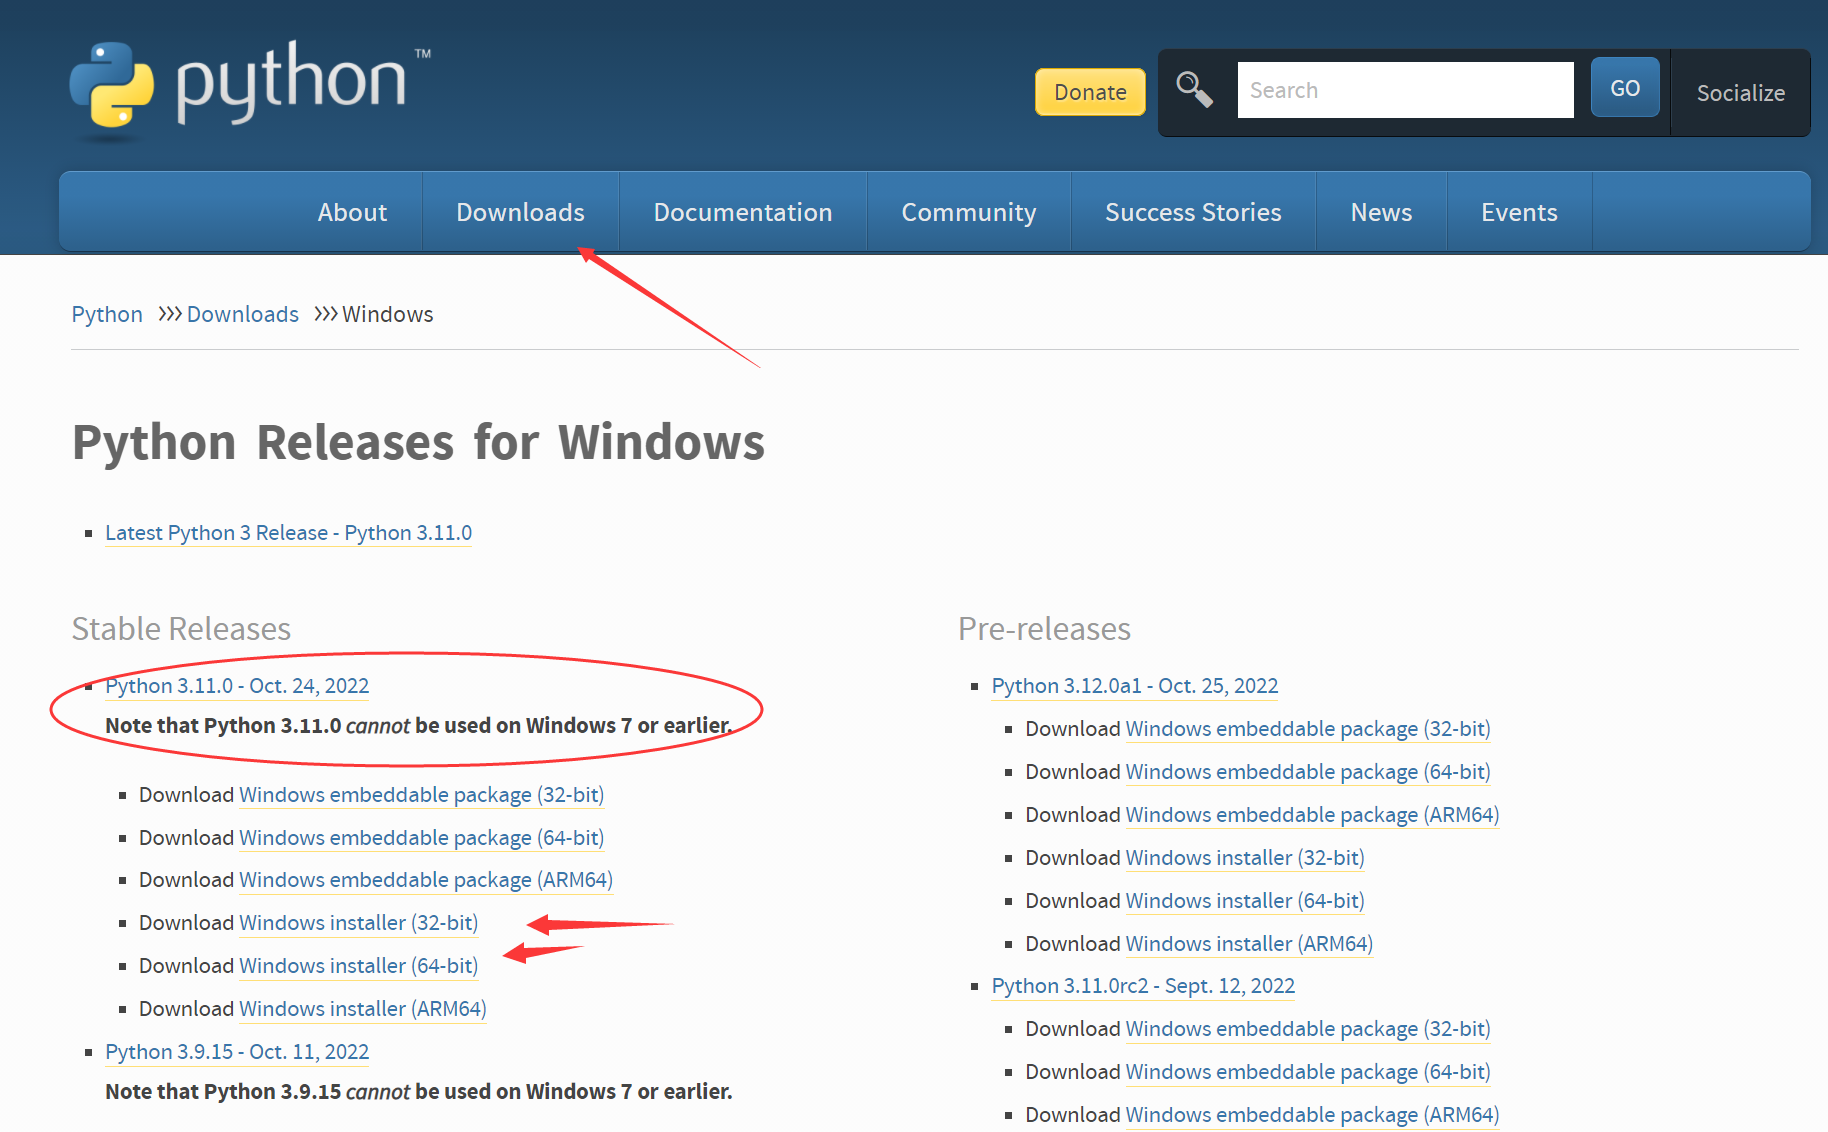 python™
Donate
Search
GO
Socialize
About
Downloads
Documentation
Community
Success Stories
News
Events
Python >>> Downloads >>> Windows
Python Releases for Windows
Latest Python 3 Release - Python 3.11.0
Stable Releases
Python 3.11.0 - Oct. 24, 2022
Note that Python 3.11.0 cannot be used on Windows 7 or earlier.
Download Windows embeddable package (32-bit)
Download Windows embeddable package (64-bit)
Download Windows embeddable package (ARM64)
Download Windows installer (32-bit)
Download Windows installer (64-bit)
Download Windows installer (ARM64)
Python 3.9.15 - Oct. 11, 2022
Note that Python 3.9.15 cannot be used on Windows 7 or earlier.
Pre-releases
Python 3.12.0a1 - Oct. 25, 2022
Download Windows embeddable package (32-bit)
Download Windows embeddable package (64-bit)
Download Windows embeddable package (ARM64)
Download Windows installer (32-bit)
Download Windows installer (64-bit)
Download Windows installer (ARM64)
Python 3.11.0rc2 - Sept. 12, 2022
Download Windows embeddable package (32-bit)
Download Windows embeddable package (64-bit)
Download Windows embeddable package (ARM64)